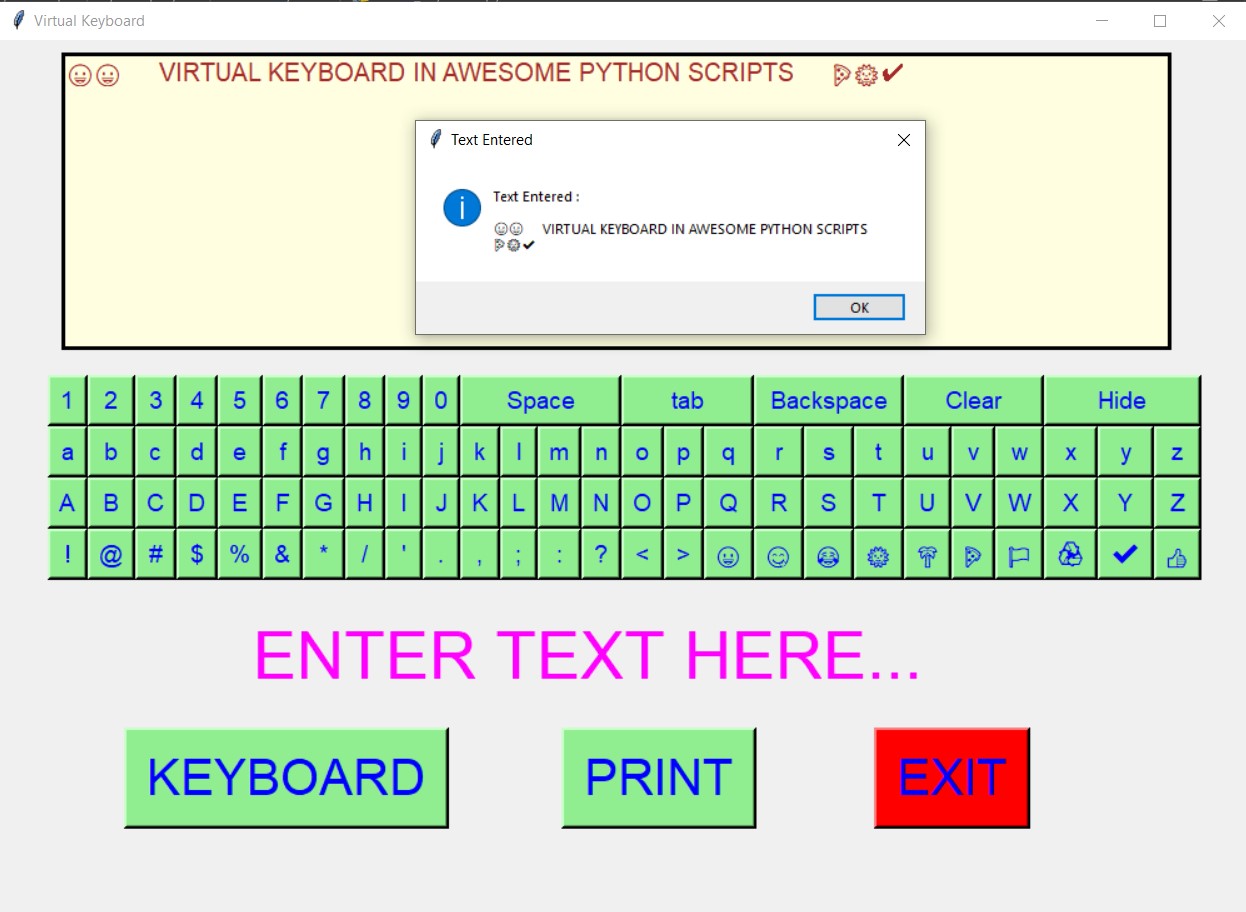 Virtual Keyboard
😀😀 VIRTUAL KEYBOARD IN AWESOME PYTHON SCRIPTS 🍕🌞✔
Text Entered
Text Entered :
😀😀 VIRTUAL KEYBOARD IN AWESOME PYTHON SCRIPTS
🍕🌞✔
OK
1 2 3 4 5 6 7 8 9 0 Space tab Backspace Clear Hide
a b c d e f g h i j k l m n o p q r s t u v w x y z
A B C D E F G H I J K L M N O P Q R S T U V W X Y Z
! @ # $ % & * / ' . , ; : ? < > 😀 😋 😂 🌞 🌴 🍕 🏳 ♻ ✔ 👍
ENTER TEXT HERE...
KEYBOARD PRINT EXIT